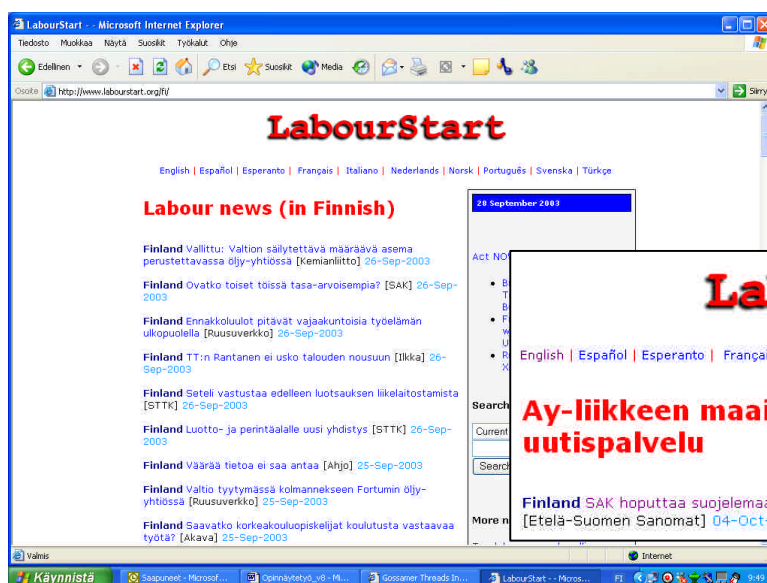 LabourStart - - Microsoft Internet Explorer
Tiedosto Muokkaa Näytä Suosikit Työkalut Ohje
Edellinen Etsi Suosikit Media
Osoite http://www.labourstart.org/fi/ Siirry
LabourStart
English | Español | Esperanto | Français | Italiano | Nederlands | Norsk | Português | Svenska | Türkçe
Labour news (in Finnish)
Finland Vallittu: Valtion säilytettävä määräävä asema
perustettavassa öljy-yhtiössä [Kemianliitto] 26-Sep-2003
Finland Ovatko toiset töissä tasa-arvoisempia? [SAK] 26-Sep-
2003
Finland Ennakkoluulot pitävät vajaakuntoisia työelämän
ulkopuolella [Ruusuverkko] 26-Sep-2003
Finland TT:n Rantanen ei usko talouden nousuun [Ilkka] 26-
Sep-2003
Finland Seteli vastustaa edelleen luotsauksen liikelaitostamista
[STTK] 26-Sep-2003
Finland Luotto- ja perintäalalle uusi yhdistys [STTK] 26-Sep-
2003
Finland Väärää tietoa ei saa antaa [Ahjo] 25-Sep-2003
Finland Valtio tyytymässä kolmannekseen Fortumin öljy-
yhtiössä [Ruusuverkko] 25-Sep-2003
Finland Saavatko korkeakouluopiskelijat koulutusta vastaavaa
työtä? [Akava] 25-Sep-2003
28 September 2003
Act NO
Search
Current
Search
More n
La
English | Español | Esperanto | Françai
Ay-liikkeen maai
uutispalvelu
Finland SAK hoputtaa suojelemaa
[Etelä-Suomen Sanomat] 04-Oct-
Valmis Internet
Käynnistä Saapuneet - Microsof... Opinnäytetyö_v8 - Mi... Gossamer Threads In... LabourStart - - Micros... FI 9:49